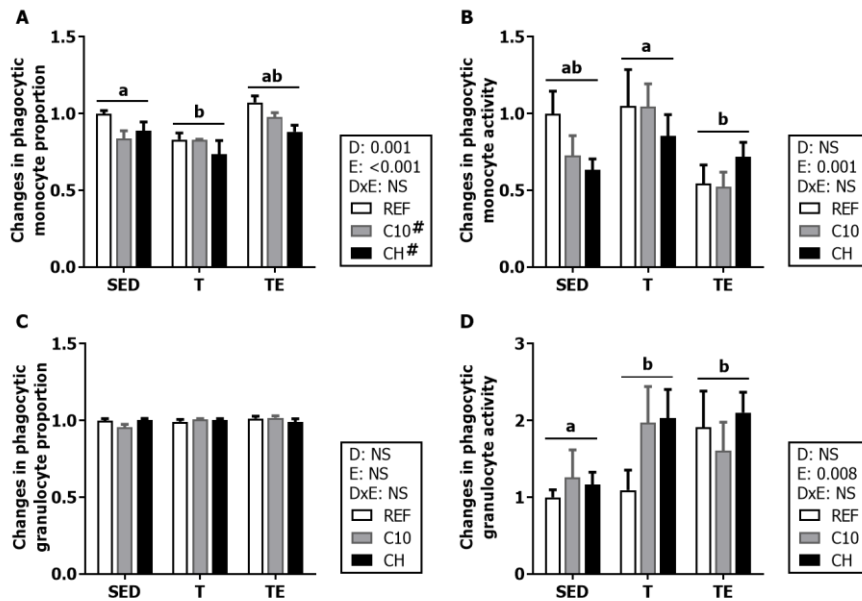 A
Changes in phagocytic
monocyte proportion
1.5
1.0
0.5
0.0
a
b
ab
SED
T
TE
D: 0.001
E: <0.001
DxE: NS
REF
C10#
CH#
B
Changes in phagocytic
monocyte activity
1.5
1.0
0.5
0.0
ab
a
b
SED
T
TE
D: NS
E: 0.001
DxE: NS
REF
C10
CH
C
Changes in phagocytic
granulocyte proportion
1.5
1.0
0.5
0.0
SED
T
TE
D: NS
E: NS
DxE: NS
REF
C10
CH
D
Changes in phagocytic
granulocyte activity
3
2
1
0
a
b
b
SED
T
TE
D: NS
E: 0.008
DxE: NS
REF
C10
CH